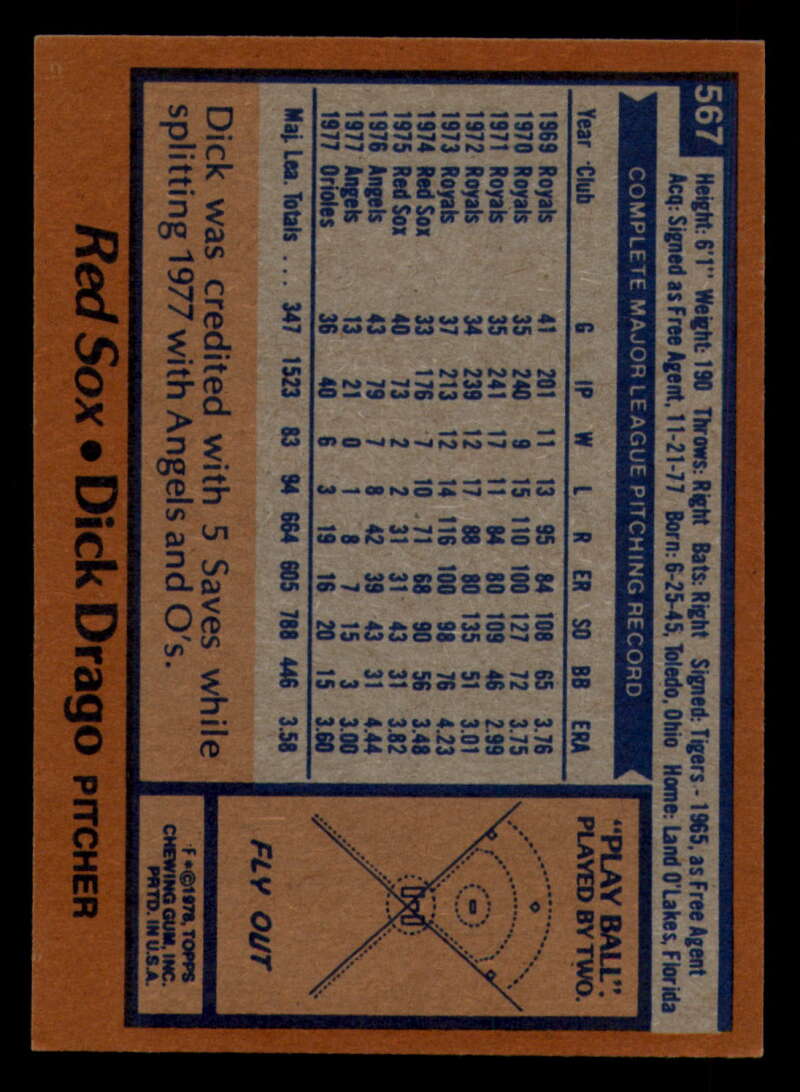 567
Height: 6'1" Weight: 190 Throws: Right Bats: Right Signed: Tigers - 1965, as Free Agent
Acq: Signed as Free Agent, 11-21-77 Born: 6-25-45, Toledo, Ohio Home: Land O'Lakes, Florida
COMPLETE MAJOR LEAGUE PITCHING RECORD
Year Club G IP W L R ER SO BB ERA
1969 Royals 41 201 11 13 95 84 108 65 3.76
1970 Royals 35 240 9 15 110 100 127 72 3.75
1971 Royals 35 241 17 11 84 80 109 46 2.99
1972 Royals 34 239 12 17 88 80 135 51 3.01
1973 Royals 37 213 12 14 116 100 98 76 4.23
1974 Red Sox 33 176 7 10 71 68 90 56 3.48
1975 Red Sox 40 73 2 2 31 31 43 31 3.82
1976 Angels 43 79 7 8 42 39 43 31 4.44
1977 Angels 13 21 0 1 8 7 15 3 3.00
1977 Orioles 36 40 6 3 19 16 20 15 3.60
Maj. Lea. Totals ... 347 1523 83 94 664 605 788 446 3.58
Dick was credited with 5 Saves while
splitting 1977 with Angels and O's.
"PLAY BALL":
PLAYED BY TWO.
FLY OUT
F*©1978, TOPPS
CHEWING GUM, INC.
PRTD. IN U.S.A.
Red Sox • Dick Drago PITCHER